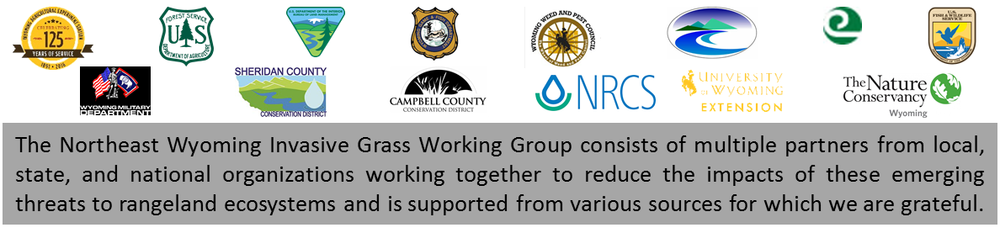 WYOMING AGRICULTURAL EXPERIMENT STATION
CELEBRATING
125
YEARS OF SERVICE
1891 - 2016
FOREST SERVICE
U S
DEPARTMENT OF AGRICULTURE
U.S. DEPARTMENT OF THE INTERIOR
BUREAU OF LAND MANAGEMENT
WYOMING WEED AND PEST COUNCIL
U.S.
FISH & WILDLIFE
SERVICE
WYOMING MILITARY
DEPARTMENT
SHERIDAN COUNTY
CONSERVATION DISTRICT
CAMPBELL COUNTY
CONSERVATION DISTRICT
NRCS
UNIVERSITY
OF WYOMING
EXTENSION
The Nature
Conservancy
Wyoming
The Northeast Wyoming Invasive Grass Working Group consists of multiple partners from local,
state, and national organizations working together to reduce the impacts of these emerging
threats to rangeland ecosystems and is supported from various sources for which we are grateful.